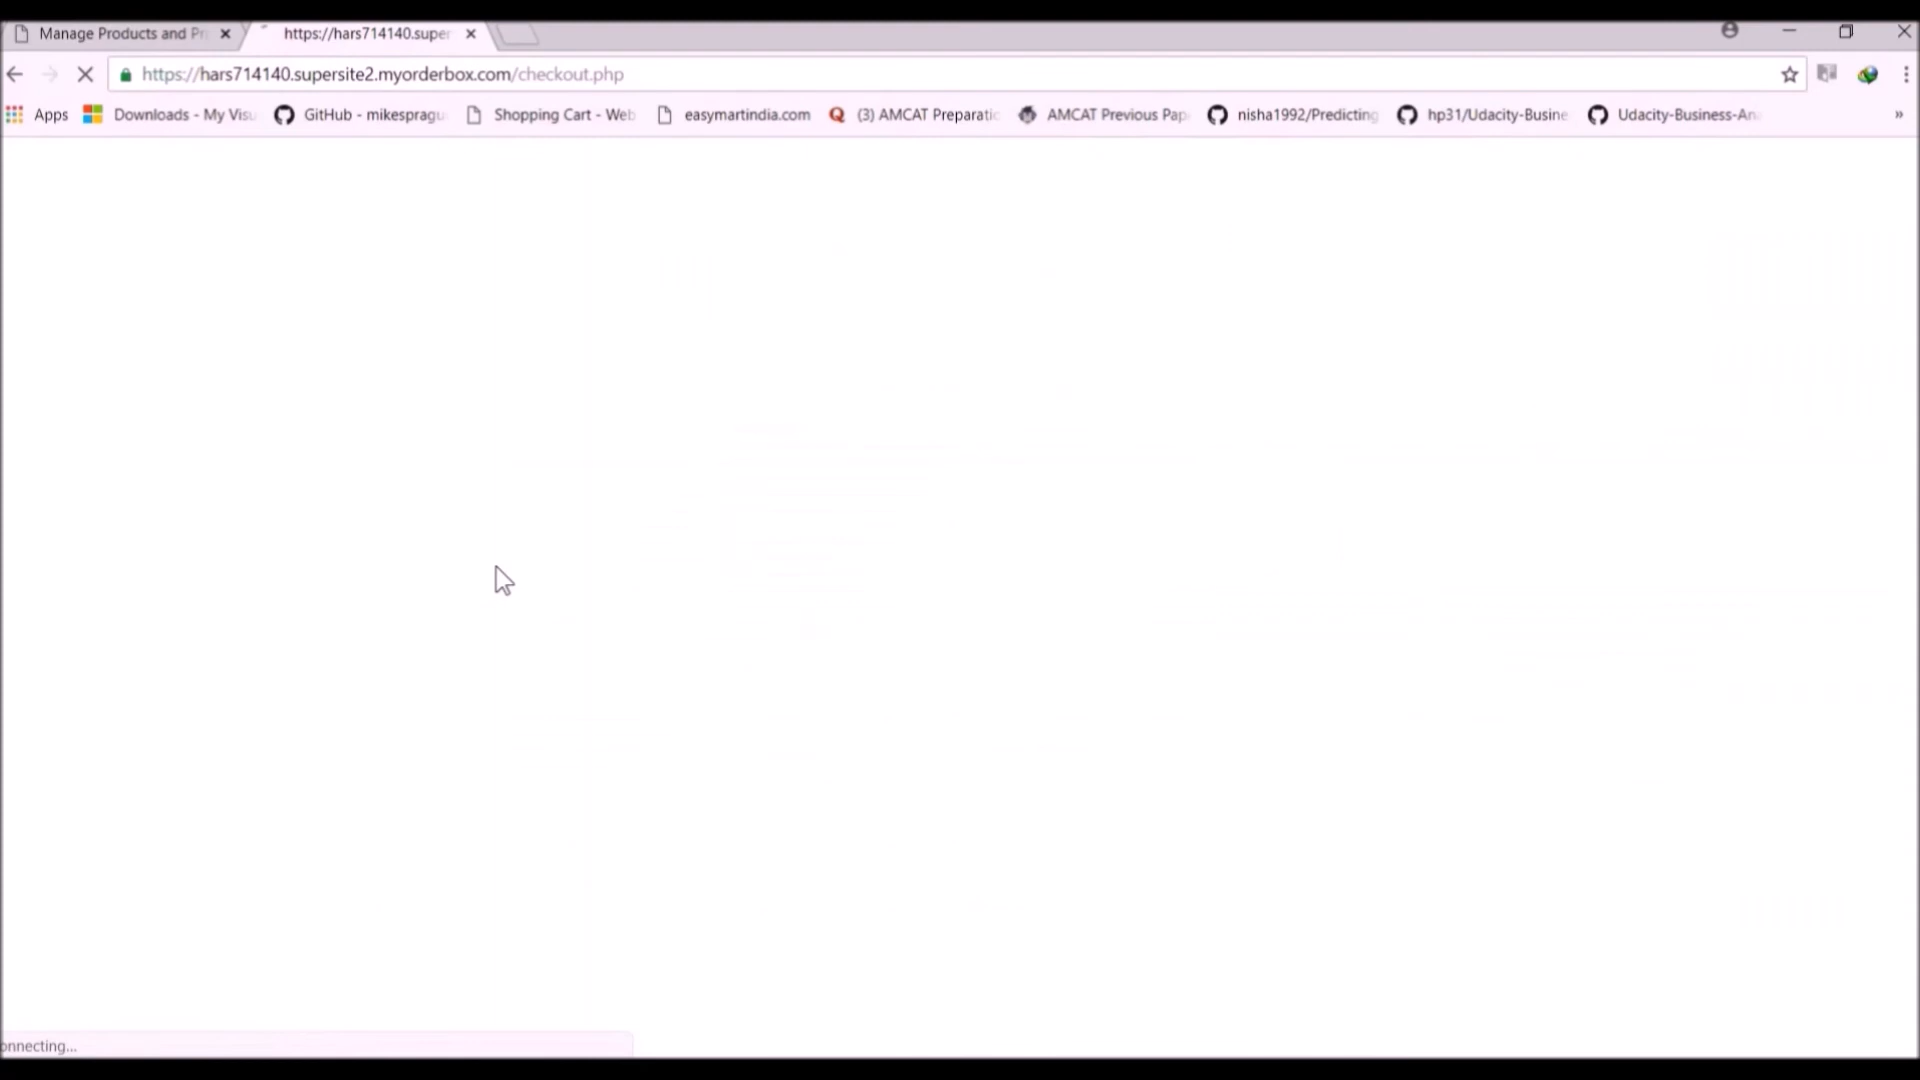 Manage Products and Pr
https://hars714140.super
https://hars714140.supersite2.myorderbox.com/checkout.php
Apps Downloads - My Visu GitHub - mikespragu Shopping Cart - Web easymartindia.com (3) AMCAT Preparatio AMCAT Previous Pap nisha1992/Predicting hp31/Udacity-Busine Udacity-Business-An »
onnecting...